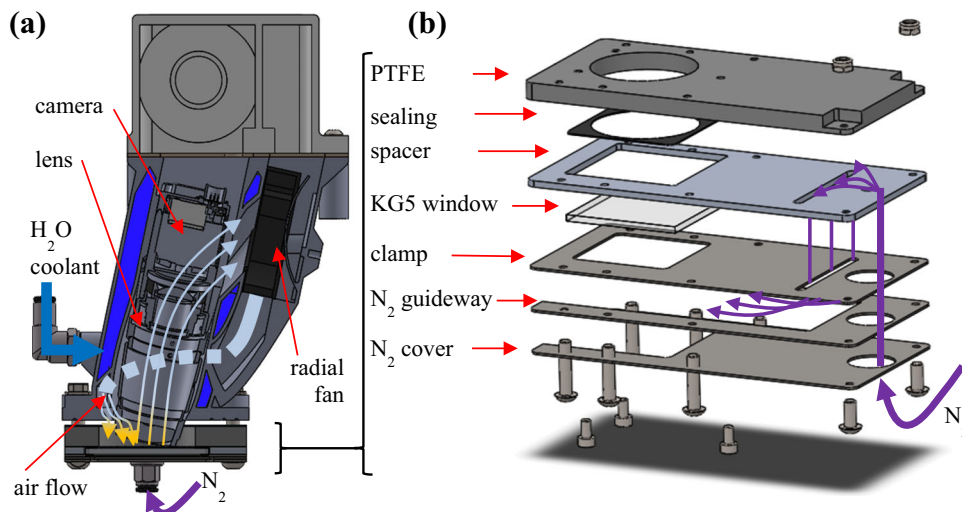 (a)
camera
lens
H2O
coolant
air flow
N2
radial
fan
(b)
PTFE
sealing
spacer
KG5 window
clamp
N2 guideway
N2 cover
N